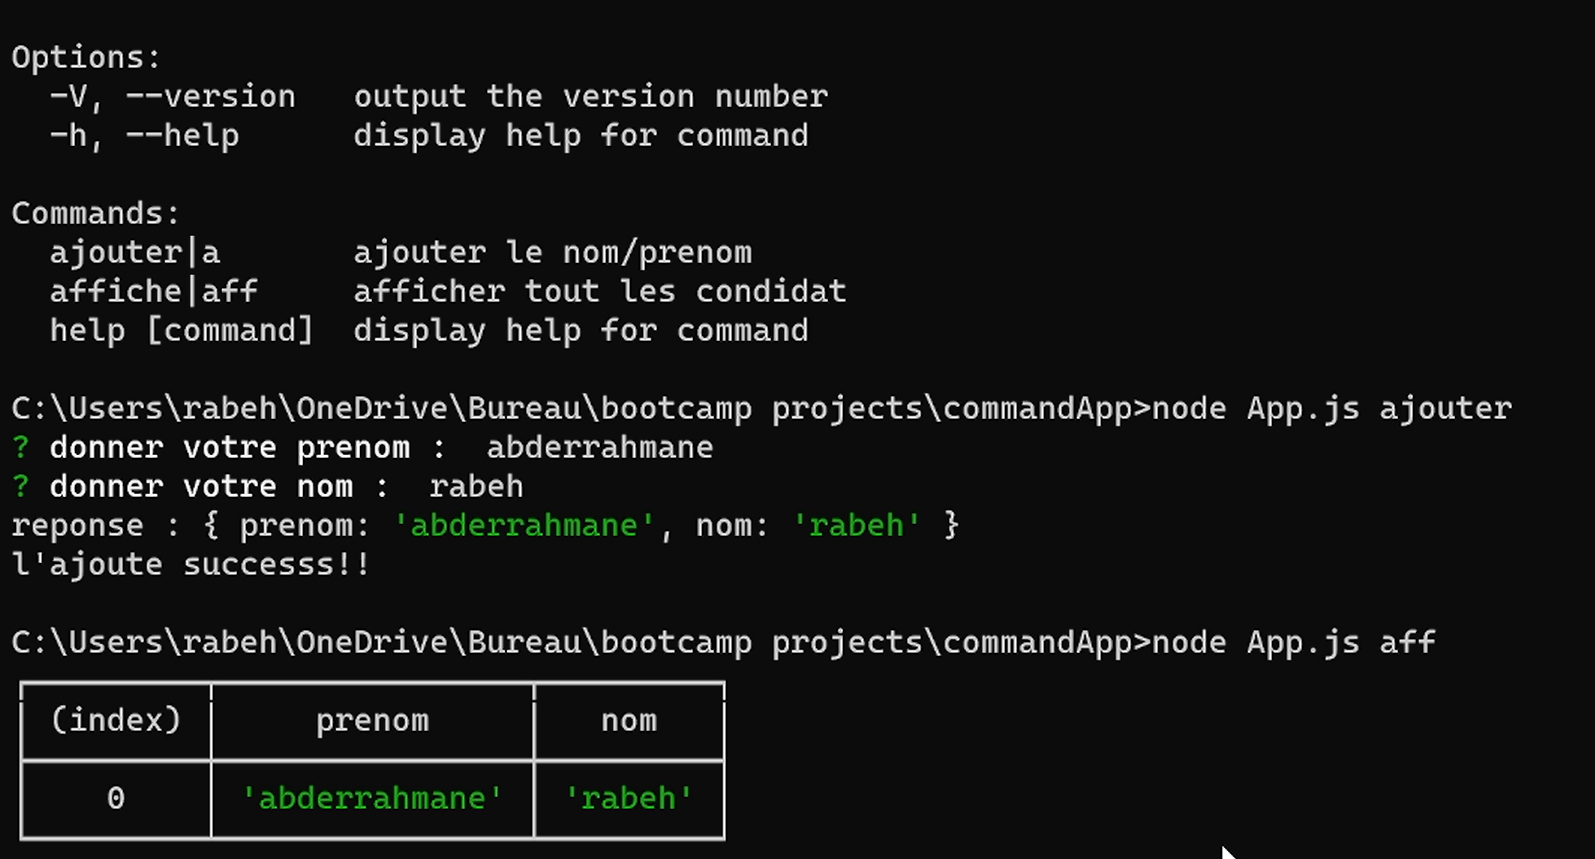 Options:
-V, --version   output the version number
-h, --help      display help for command
Commands:
ajouter|a       ajouter le nom/prenom
affiche|aff     afficher tout les condidat
help [command]  display help for command
C:\Users\rabeh\OneDrive\Bureau\bootcamp projects\commandApp>node App.js ajouter
? donner votre prenom :  abderrahmane
? donner votre nom :  rabeh
reponse : { prenom: 'abderrahmane', nom: 'rabeh' }
l'ajoute successs!!
C:\Users\rabeh\OneDrive\Bureau\bootcamp projects\commandApp>node App.js aff
(index) prenom nom
0 'abderrahmane' 'rabeh'